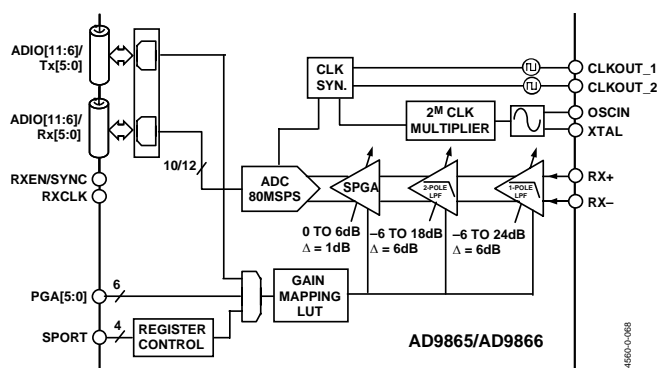 ADIO[11:6]/
Tx[5:0]
ADIO[11:6]/
Rx[5:0]
RXEN/SYNC
RXCLK
PGA[5:0]
6
SPORT
4
REGISTER
CONTROL
10/12
ADC
80MSPS
CLK
SYN.
2M CLK
MULTIPLIER
CLKOUT_1
CLKOUT_2
OSCIN
XTAL
SPGA
2-POLE
LPF
1-POLE
LPF
RX+
RX–
0 TO 6dB
Δ = 1dB
–6 TO 18dB
Δ = 6dB
–6 TO 24dB
Δ = 6dB
GAIN
MAPPING
LUT
AD9865/AD9866
4560-0-068